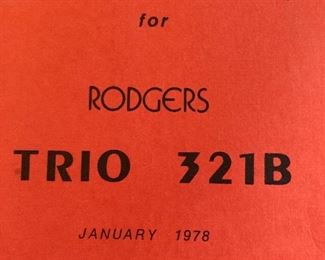 for
RODGERS
TRIO 321B
JANUARY 1978